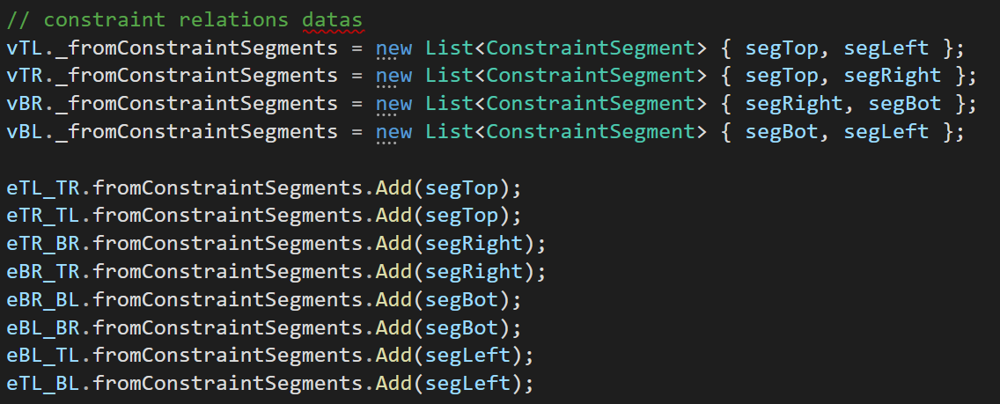 // constraint relations datas
vTL._fromConstraintSegments = new List<ConstraintSegment> { segTop, segLeft };
vTR._fromConstraintSegments = new List<ConstraintSegment> { segTop, segRight };
vBR._fromConstraintSegments = new List<ConstraintSegment> { segRight, segBot };
vBL._fromConstraintSegments = new List<ConstraintSegment> { segBot, segLeft };
eTL_TR.fromConstraintSegments.Add(segTop);
eTR_TL.fromConstraintSegments.Add(segTop);
eTR_BR.fromConstraintSegments.Add(segRight);
eBR_TR.fromConstraintSegments.Add(segRight);
eBR_BL.fromConstraintSegments.Add(segBot);
eBL_BR.fromConstraintSegments.Add(segBot);
eBL_TL.fromConstraintSegments.Add(segLeft);
eTL_BL.fromConstraintSegments.Add(segLeft);